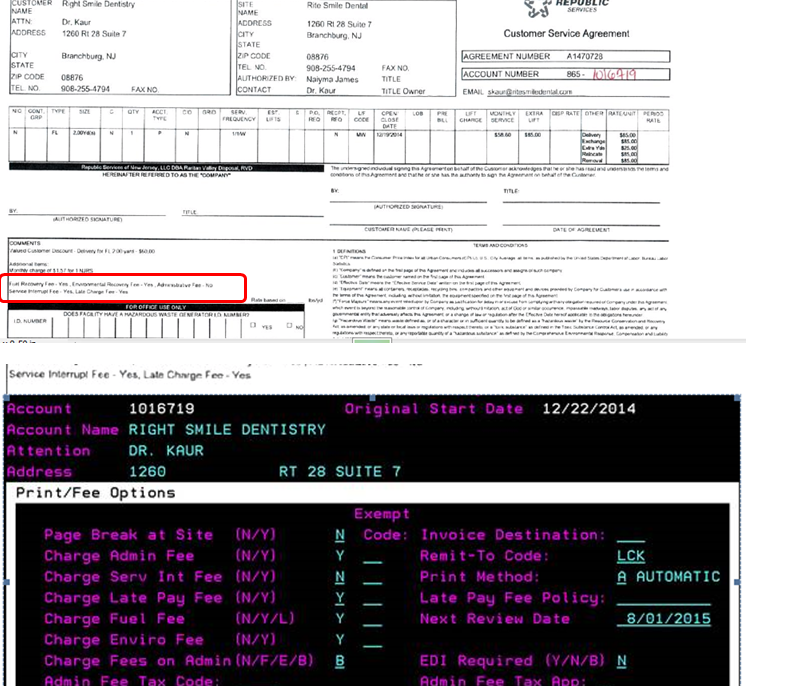 CUSTOMER NAME Right Smile Dentistry
ATTN: Dr. Kaur
ADDRESS 1260 Rt 28 Suite 7
CITY Branchburg, NJ
STATE
ZIP CODE 08876
TEL. NO. 908-255-4794 FAX NO.
SITE NAME Rite Smile Dental
ADDRESS 1260 Rt 28 Suite 7
CITY Branchburg, NJ
STATE
ZIP CODE 08876
TEL. NO. 908-255-4794 FAX NO.
AUTHORIZED BY: Naiyma James TITLE
CONTACT Dr. Kaur TITLE Owner
REPUBLIC
SERVICES
Customer Service Agreement
AGREEMENT NUMBER A1470728
ACCOUNT NUMBER 865 - 1016719
EMAIL skaur@ritesmiledental.com
TYPE SIZE C QTY ACCT. TYPE SERV. FREQUENCY EST. LIFTS P.O. REQ RECPT. REQ L/F CODE OPEN/ CLOSE DATE LOB PRE BILL LIFT CHARGE MONTHLY SERVICE EXTRA LIFT DISP RATE OTHER RATE/UNIT PERIOD RATE
N FL 2.00Yd N 1 P N 1/1W N MW 12/19/2014 $58.60 $85.00 Delivery $85.00
Exchange $85.00
Extra Yds $25.00
Relocate $85.00
Removal $85.00
Republic Services of New Jersey, LLC DBA Raritan Valley Disposal, RVD
HEREINAFTER REFERRED TO AS THE "COMPANY"
The undersigned individual signing this Agreement on behalf of the Customer acknowledges that he or she has read and understands the terms and
conditions of this Agreement and that he or she has the authority to sign the Agreement on behalf of the Customer.
BY: TITLE:
(AUTHORIZED SIGNATURE)
BY: TITLE:
(AUTHORIZED SIGNATURE)
CUSTOMER NAME (PLEASE PRINT) DATE OF AGREEMENT
COMMENTS
Valued Customer Discount - Delivery for FL 2.00 yard - $60.00
Additional Items:
Monthly charge of $1.57 for 1 NJRS
Fuel Recovery Fee - Yes , Environmental Recovery Fee - Yes , Administrative Fee - No
Service Interrupt Fee - Yes, Late Charge Fee - Yes
Rate based on
FOR OFFICE USE ONLY
DOES FACILITY HAVE A HAZARDOUS WASTE GENERATOR I.D. NUMBER?
I.D. NUMBER YES NO
TERMS AND CONDITIONS
1. DEFINITIONS
Service Interrupt Fee - Yes, Late Charge Fee - Yes
Account 1016719 Original Start Date 12/22/2014
Account Name RIGHT SMILE DENTISTRY
Attention DR. KAUR
Address 1260 RT 28 SUITE 7
Print/Fee Options
Exempt
Page Break at Site (N/Y) N Code: Invoice Destination:
Charge Admin Fee (N/Y) Y Remit-To Code: LCK
Charge Serv Int Fee (N/Y) N Print Method: A AUTOMATIC
Charge Late Pay Fee (N/Y) Y Late Pay Fee Policy:
Charge Fuel Fee (N/Y/L) Y Next Review Date 8/01/2015
Charge Enviro Fee (N/Y) Y
Charge Fees on Admin(N/F/E/B) B EDI Required (Y/N/B) N
Admin Fee Tax Code: Admin Fee Tax App: